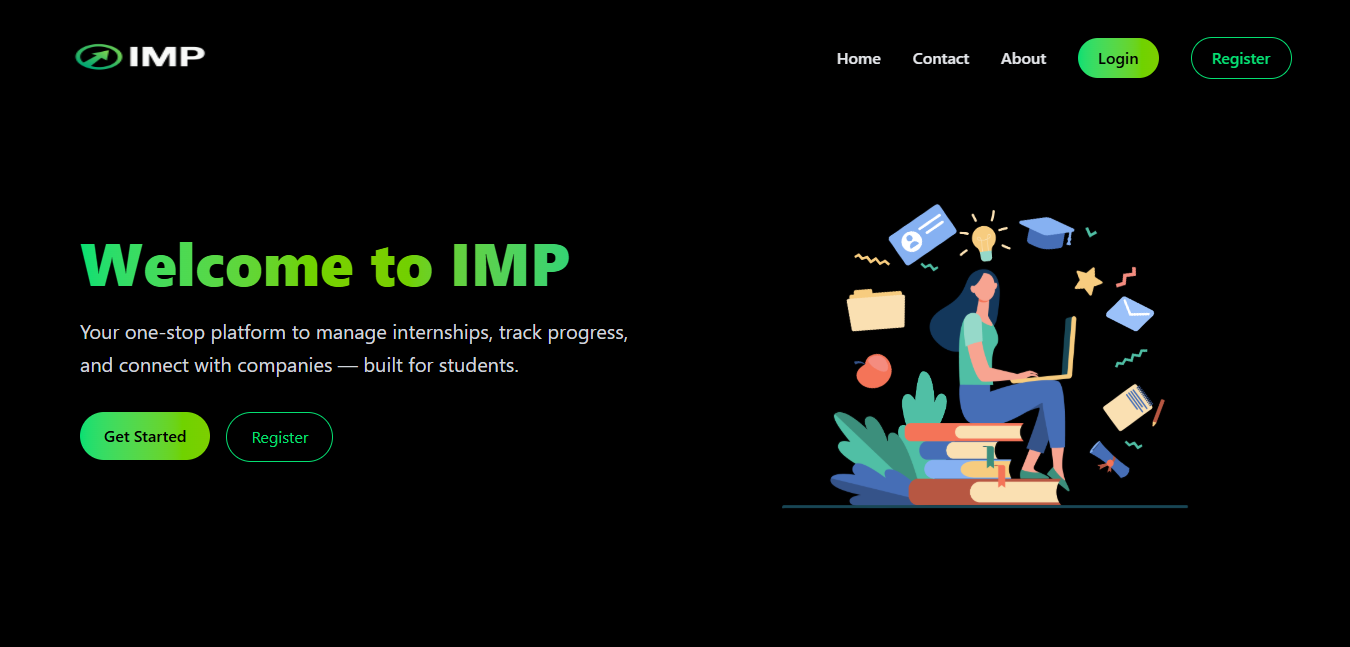 IMP
Home Contact About Login Register
Welcome to IMP
Your one-stop platform to manage internships, track progress,
and connect with companies — built for students.
Get Started Register